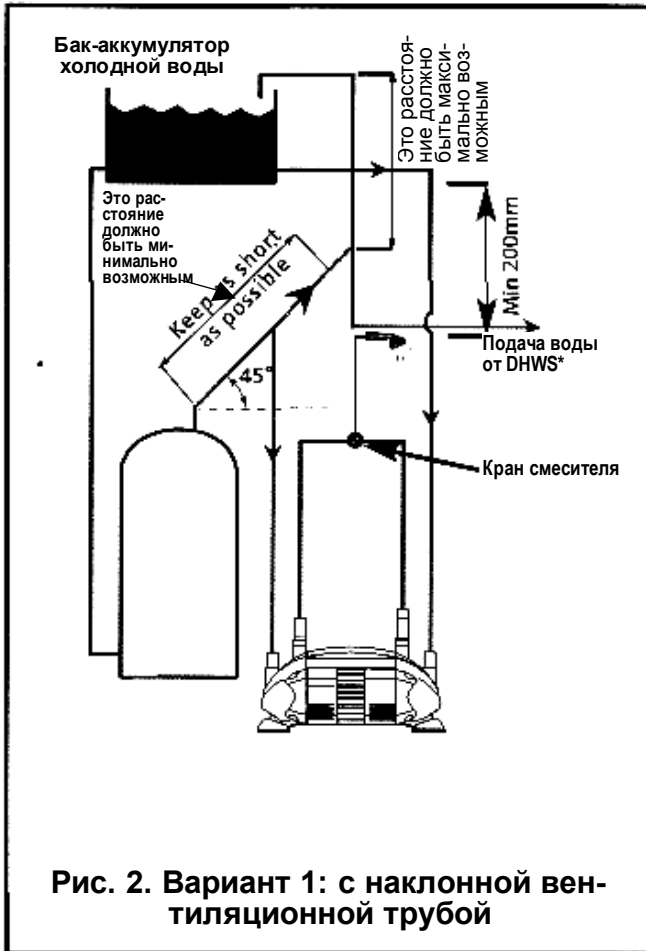 Бак-аккумулятор
холодной воды
Это расстоя-
ние должно
быть макси-
мально воз-
можным
Это рас-
стояние
должно
быть ми-
нимально
возможным
Keep as short
as possible
45°
Min 200mm
Подача воды
от DHWS*
Кран смесителя
Рис. 2. Вариант 1: с наклонной вен-
тиляционной трубой